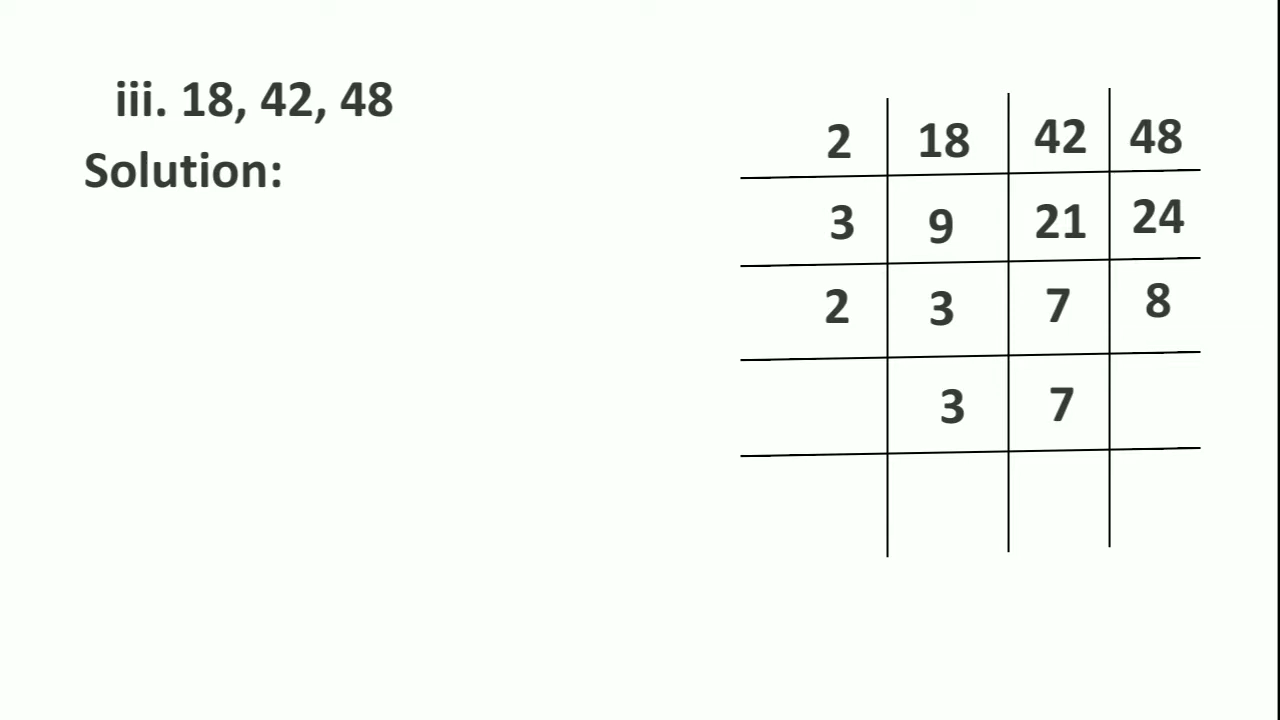 iii. 18, 42, 48
Solution:
2 18 42 48
3 9 21 24
2 3 7 8
3 7